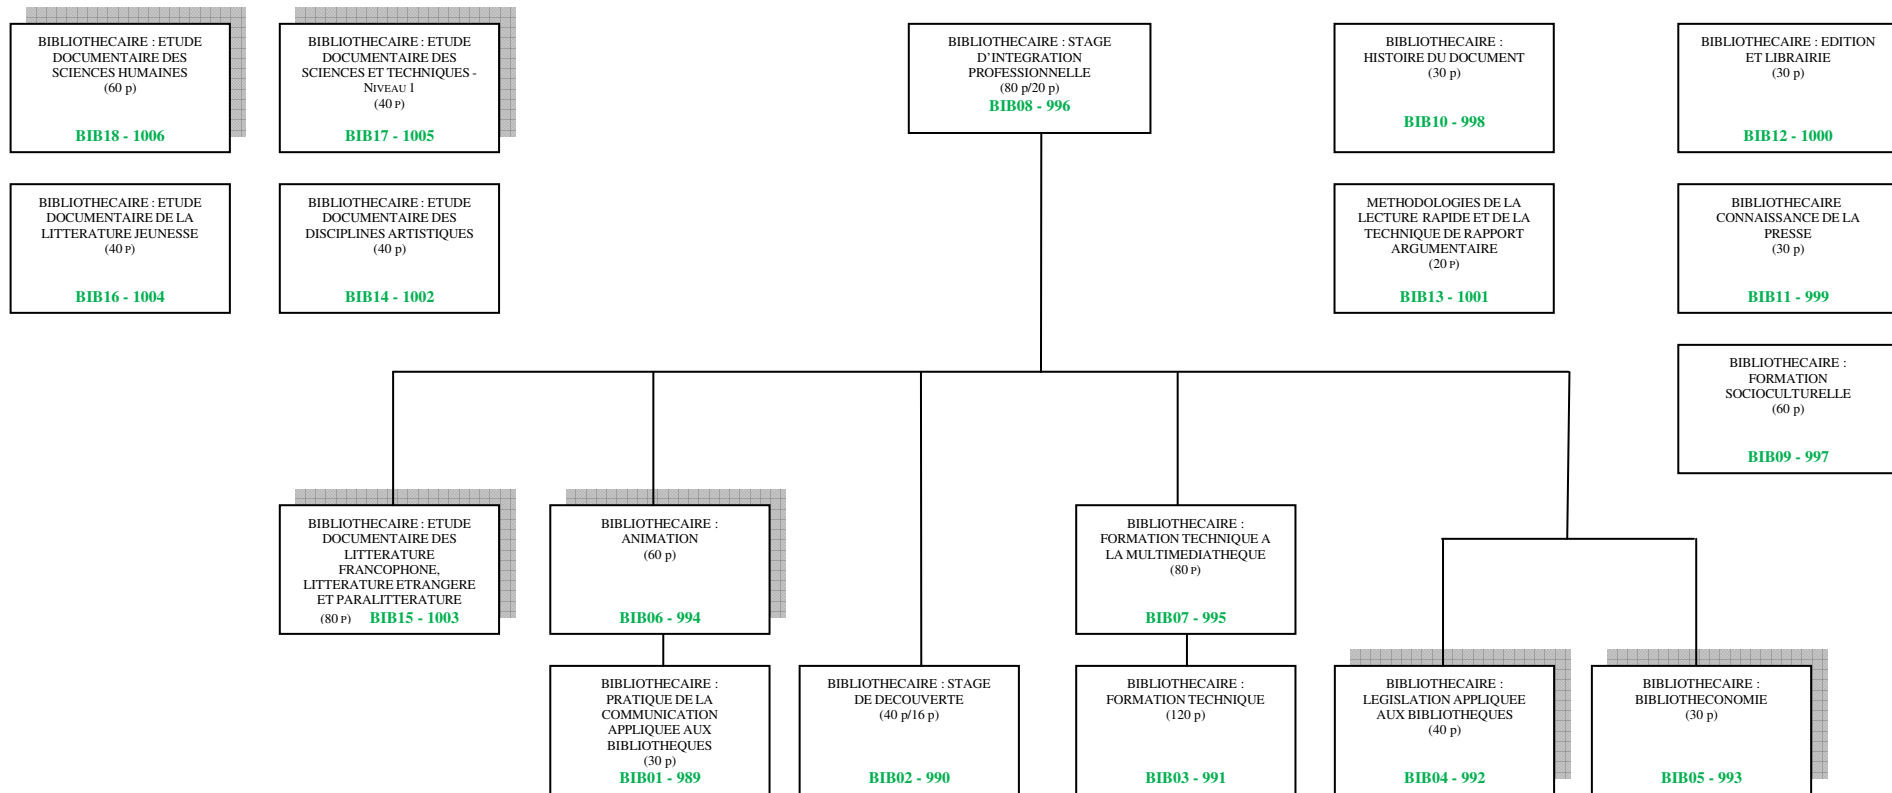 BIBLIOTHECAIRE : ETUDE
DOCUMENTAIRE DES
SCIENCES HUMAINES
(60 p)
BIB18 - 1006
BIBLIOTHECAIRE : ETUDE
DOCUMENTAIRE DES
SCIENCES ET TECHNIQUES -
NIVEAU 1
(40 P)
BIB17 - 1005
BIBLIOTHECAIRE : STAGE
D’INTEGRATION
PROFESSIONNELLE
(80 p/20 p)
BIB08 - 996
BIBLIOTHECAIRE :
HISTOIRE DU DOCUMENT
(30 p)
BIB10 - 998
BIBLIOTHECAIRE : EDITION
ET LIBRAIRIE
(30 p)
BIB12 - 1000
BIBLIOTHECAIRE : ETUDE
DOCUMENTAIRE DE LA
LITTERATURE JEUNESSE
(40 P)
BIB16 - 1004
BIBLIOTHECAIRE : ETUDE
DOCUMENTAIRE DES
DISCIPLINES ARTISTIQUES
(40 p)
BIB14 - 1002
METHODOLOGIES DE LA
LECTURE RAPIDE ET DE LA
TECHNIQUE DE RAPPORT
ARGUMENTAIRE
(20 P)
BIB13 - 1001
BIBLIOTHECAIRE
CONNAISSANCE DE LA
PRESSE
(30 p)
BIB11 - 999
BIBLIOTHECAIRE :
FORMATION
SOCIOCULTURELLE
(60 p)
BIB09 - 997
BIBLIOTHECAIRE : ETUDE
DOCUMENTAIRE DES
LITTERATURE
FRANCOPHONE,
LITTERATURE ETRANGERE
ET PARALITTERATURE
(80 P) BIB15 - 1003
BIBLIOTHECAIRE :
ANIMATION
(60 p)
BIB06 - 994
BIBLIOTHECAIRE :
FORMATION TECHNIQUE A
LA MULTIMEDIATHEQUE
(80 P)
BIB07 - 995
BIBLIOTHECAIRE :
PRATIQUE DE LA
COMMUNICATION
APPLIQUEE AUX
BIBLIOTHEQUES
(30 p)
BIB01 - 989
BIBLIOTHECAIRE : STAGE
DE DECOUVERTE
(40 p/16 p)
BIB02 - 990
BIBLIOTHECAIRE :
FORMATION TECHNIQUE
(120 p)
BIB03 - 991
BIBLIOTHECAIRE :
LEGISLATION APPLIQUEE
AUX BIBLIOTHEQUES
(40 p)
BIB04 - 992
BIBLIOTHECAIRE :
BIBLIOTHECONOMIE
(30 p)
BIB05 - 993